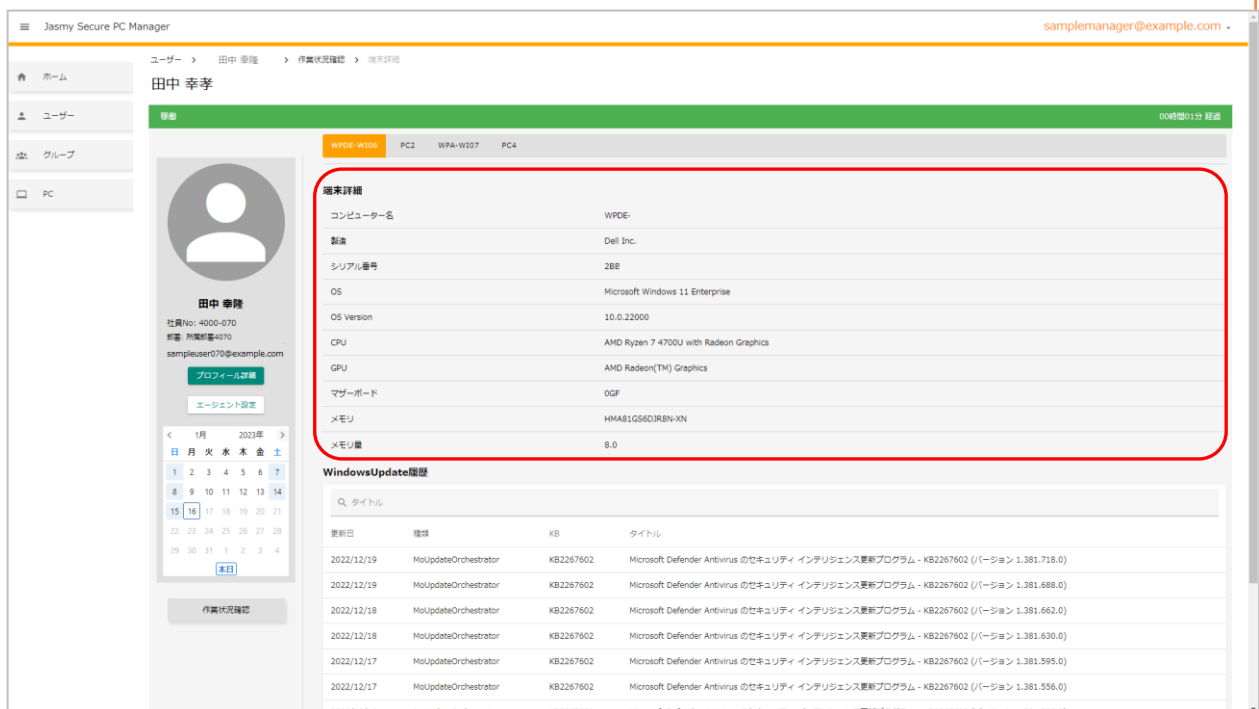 Jasmy Secure PC Manager
samplemanager@example.com
ユーザー > 田中 幸隆 > 作業状況確認 > 端末詳細
田中 幸孝
ホーム
ユーザー
グループ
PC
稼働 00時間01分 経過
WPDE-WI06 PC2 WPA-WI07 PC4
田中 幸隆
社員No: 4000-070
部署: 所属部署4070
sampleuser070@example.com
プロフィール詳細
エージェント設定
< 1月 2023年 >
日 月 火 水 木 金 土
1 2 3 4 5 6 7
8 9 10 11 12 13 14
15 16 17 18 19 20 21
22 23 24 25 26 27 28
29 30 31 1 2 3 4
本日
作業状況確認
端末詳細
コンピューター名 WPDE-
製造 Dell Inc.
シリアル番号 2BB
OS Microsoft Windows 11 Enterprise
OS Version 10.0.22000
CPU AMD Ryzen 7 4700U with Radeon Graphics
GPU AMD Radeon(TM) Graphics
マザーボード 0GF
メモリ HMA81GS6DJR8N-XN
メモリ量 8.0
WindowsUpdate履歴
タイトル
更新日 種類 KB タイトル
2022/12/19 MoUpdateOrchestrator KB2267602 Microsoft Defender Antivirus のセキュリティ インテリジェンス更新プログラム - KB2267602 (バージョン 1.381.718.0)
2022/12/19 MoUpdateOrchestrator KB2267602 Microsoft Defender Antivirus のセキュリティ インテリジェンス更新プログラム - KB2267602 (バージョン 1.381.688.0)
2022/12/18 MoUpdateOrchestrator KB2267602 Microsoft Defender Antivirus のセキュリティ インテリジェンス更新プログラム - KB2267602 (バージョン 1.381.662.0)
2022/12/18 MoUpdateOrchestrator KB2267602 Microsoft Defender Antivirus のセキュリティ インテリジェンス更新プログラム - KB2267602 (バージョン 1.381.630.0)
2022/12/17 MoUpdateOrchestrator KB2267602 Microsoft Defender Antivirus のセキュリティ インテリジェンス更新プログラム - KB2267602 (バージョン 1.381.595.0)
2022/12/17 MoUpdateOrchestrator KB2267602 Microsoft Defender Antivirus のセキュリティ インテリジェンス更新プログラム - KB2267602 (バージョン 1.381.556.0)